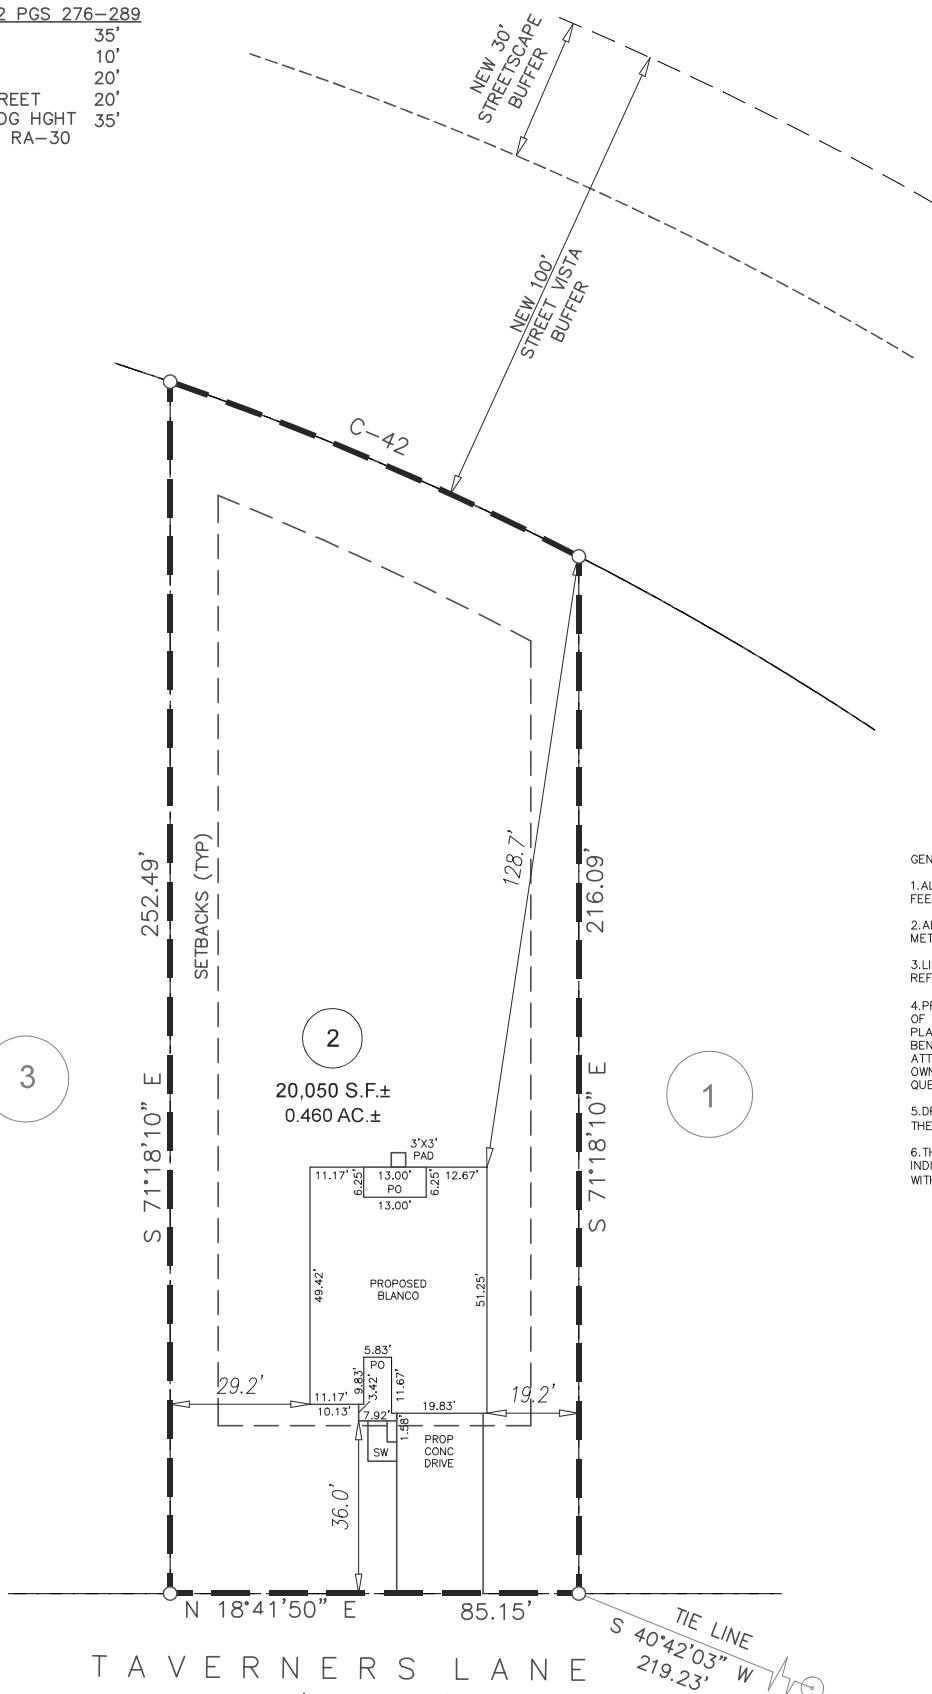 2 PGS 276-289
35'
10'
20'
REET 20'
DG HGHT 35'
RA-30
NEW 30'
STREETSCAPE
BUFFER
NEW 100'
STREET VISTA
BUFFER
C-42
252.49'
S 71°18'10" E
SETBACKS (TYP)
128.7'
216.09'
S 71°18'10" E
3
2
20,050 S.F.±
0.460 AC.±
1
3'X3'
PAD
11.17'
6.25'
13.00'
PO
13.00'
6.25'
12.67'
49.42'
PROPOSED
BLANCO
51.25'
5.83'
PO
9.83'
3.42'
11.67'
11.17'
10.13'
7.92'
1.58'
19.83'
29.2'
19.2'
SW
PROP
CONC
DRIVE
36.0'
N 18°41'50" E
85.15'
TIE LINE
S 40°42'03" W
219.23'
TAVERNERS LANE
GEN
1.AL
FEE
2.A
MET
3.LI
REF
4.PF
OF
PLA
BEN
ATT
OWN
QUE
5.DF
THE
6.TH
INDI
WITH